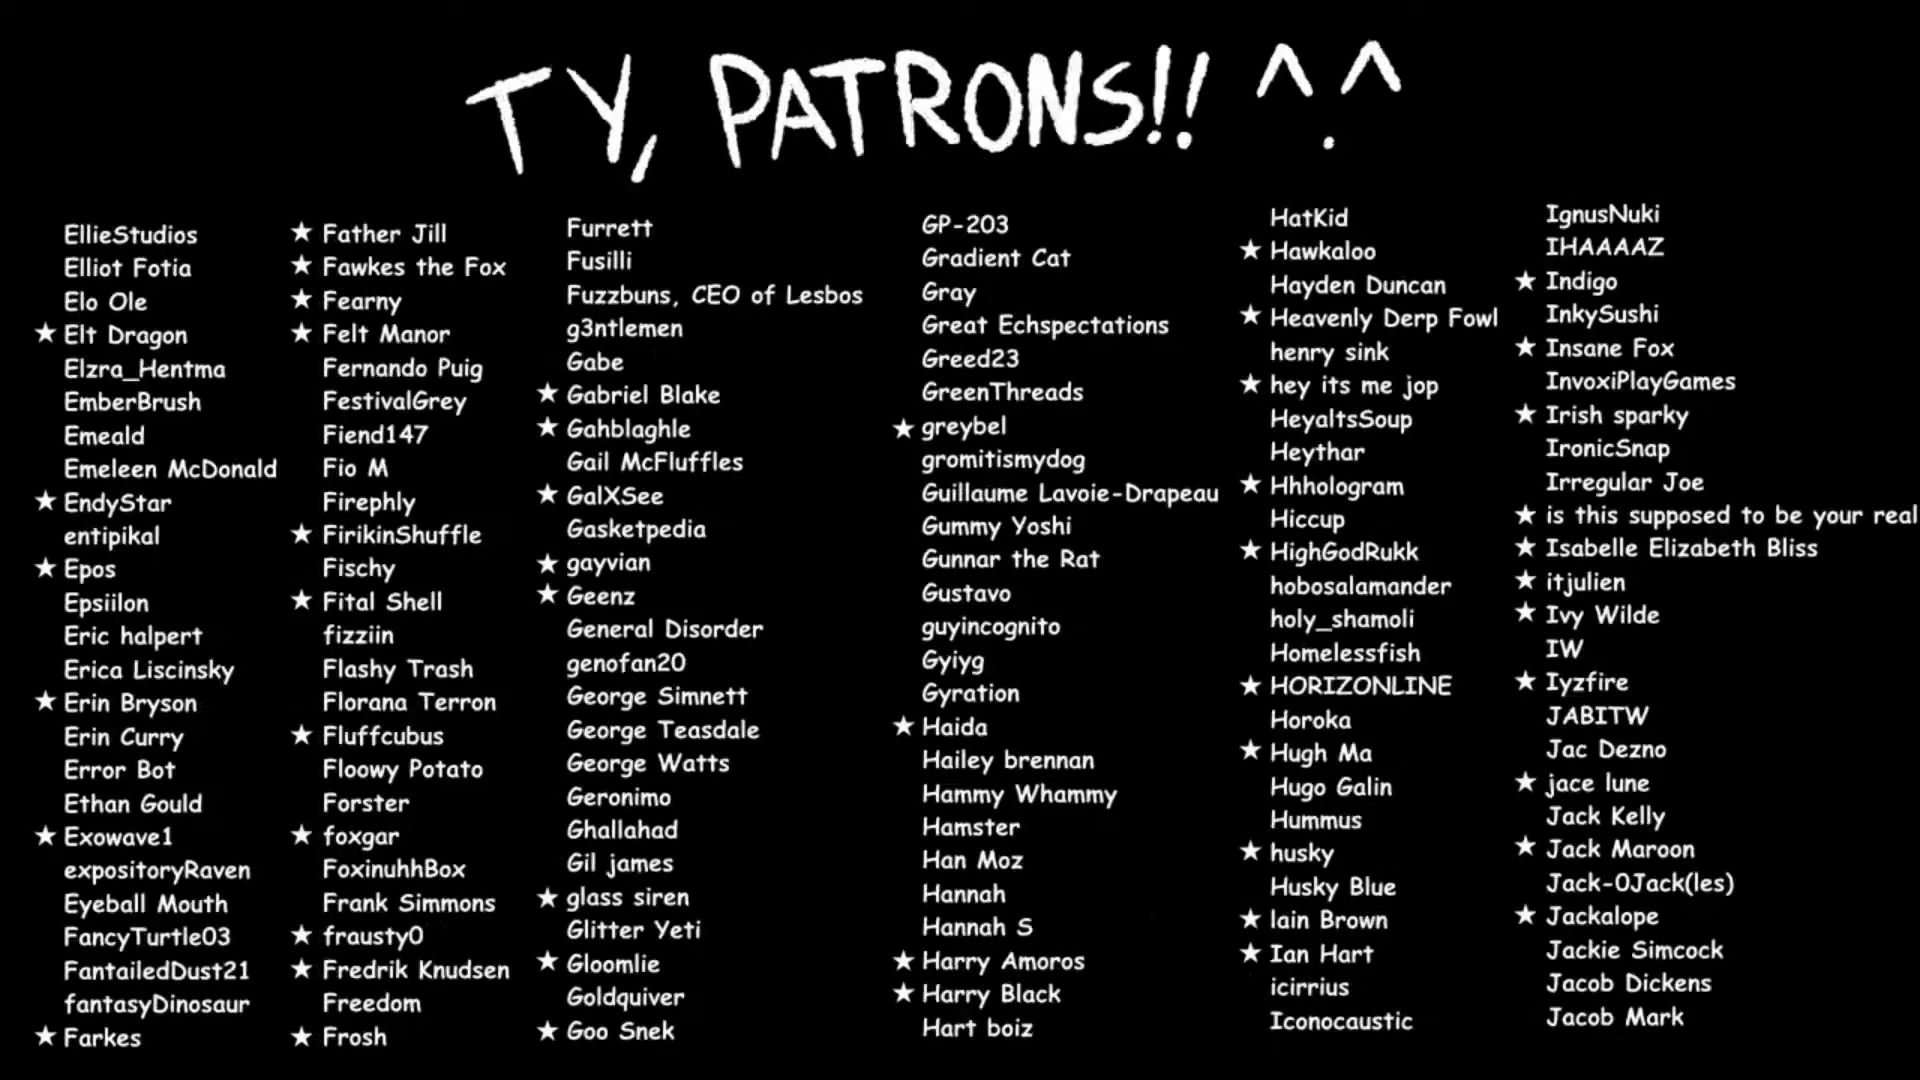 TY, PATRONS!! ^.^
EllieStudios
Elliot Fotia
Elo Ole
★ Elt Dragon
Elzra_Hentma
EmberBrush
Emeald
Emeleen McDonald
★ EndyStar
entipikal
★ Epos
Epsiilon
Eric halpert
Erica Liscinsky
★ Erin Bryson
Erin Curry
Error Bot
Ethan Gould
★ Exowave1
expositoryRaven
Eyeball Mouth
FancyTurtle03
FantailedDust21
fantasyDinosaur
★ Farkes
★ Father Jill
★ Fawkes the Fox
★ Fearny
★ Felt Manor
Fernando Puig
FestivalGrey
Fiend147
Fio M
Firephly
★ FirikinShuffle
Fischy
★ Fital Shell
fizziin
Flashy Trash
Florana Terron
★ Fluffcubus
Floowy Potato
Forster
★ foxgar
FoxinuhhBox
Frank Simmons
★ frausty0
★ Fredrik Knudsen
Freedom
★ Frosh
Furrett
Fusilli
Fuzzbuns, CEO of Lesbos
g3ntlemen
Gabe
★ Gabriel Blake
★ Gahblaghle
Gail McFluffles
★ GalXSee
Gasketpedia
★ gayvian
★ Geenz
General Disorder
genofan20
George Simnett
George Teasdale
George Watts
Geronimo
Ghallahad
Gil james
★ glass siren
Glitter Yeti
★ Gloomlie
Goldquiver
★ Goo Snek
GP-203
Gradient Cat
Gray
Great Echspectations
Greed23
GreenThreads
★ greybel
gromitismydog
Guillaume Lavoie-Drapeau
Gummy Yoshi
Gunnar the Rat
Gustavo
guyincognito
Gyiyg
Gyration
★ Haida
Hailey brennan
Hammy Whammy
Hamster
Han Moz
Hannah
Hannah S
★ Harry Amoros
★ Harry Black
Hart boiz
HatKid
★ Hawkaloo
Hayden Duncan
★ Heavenly Derp Fowl
henry sink
★ hey its me jop
HeyaltsSoup
Heythar
★ Hhhologram
Hiccup
★ HighGodRukk
hobosalamander
holy_shamoli
Homelessfish
★ HORIZONLINE
Horoka
★ Hugh Ma
Hugo Galin
Hummus
★ husky
Husky Blue
★ Iain Brown
★ Ian Hart
icirrius
Iconocaustic
IgnusNuki
IHAAAAZ
★ Indigo
InkySushi
★ Insane Fox
InvoxiPlayGames
★ Irish sparky
IronicSnap
Irregular Joe
★ is this supposed to be your real
★ Isabelle Elizabeth Bliss
★ itjulien
★ Ivy Wilde
IW
★ Iyzfire
JABITW
Jac Dezno
★ jace lune
Jack Kelly
★ Jack Maroon
Jack-0Jack(les)
★ Jackalope
Jackie Simcock
Jacob Dickens
Jacob Mark